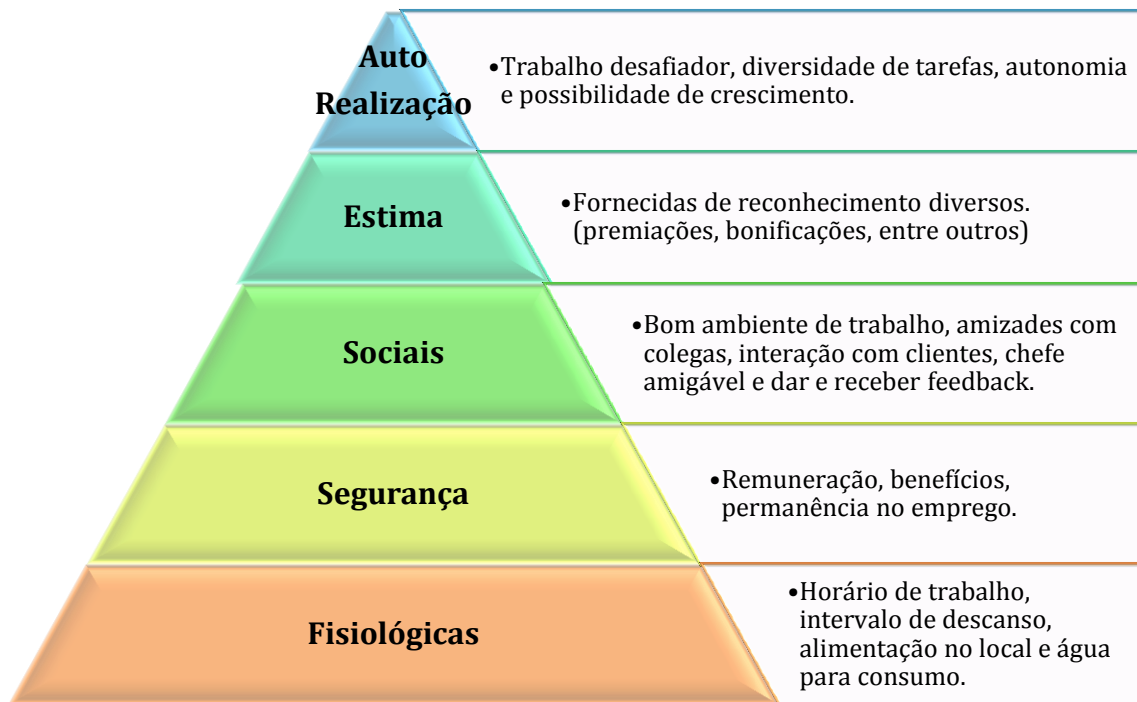 Auto
Realização
•Trabalho desafiador, diversidade de tarefas, autonomia
e possibilidade de crescimento.
Estima
•Fornecidas de reconhecimento diversos.
(premiações, bonificações, entre outros)
Sociais
•Bom ambiente de trabalho, amizades com
colegas, interação com clientes, chefe
amigável e dar e receber feedback.
Segurança
•Remuneração, benefícios,
permanência no emprego.
Fisiológicas
•Horário de trabalho,
intervalo de descanso,
alimentação no local e água
para consumo.